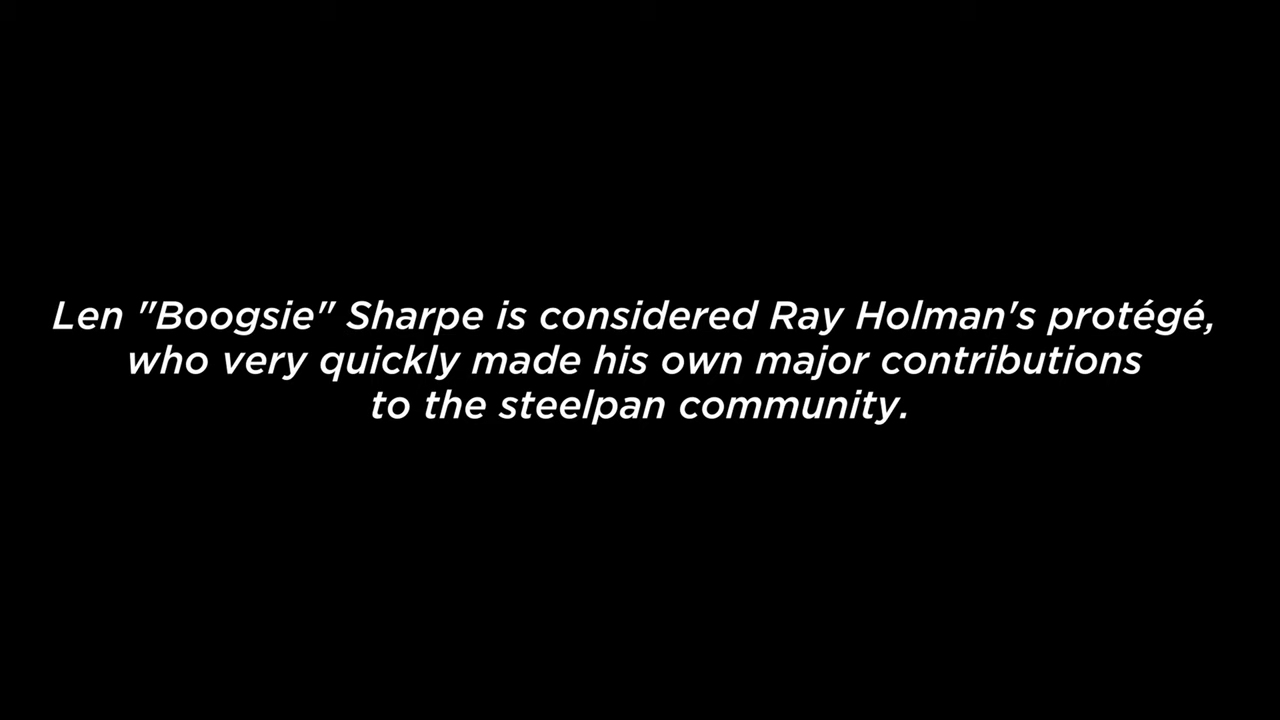 Len "Boogsie" Sharpe is considered Ray Holman's protégé,
who very quickly made his own major contributions
to the steelpan community.